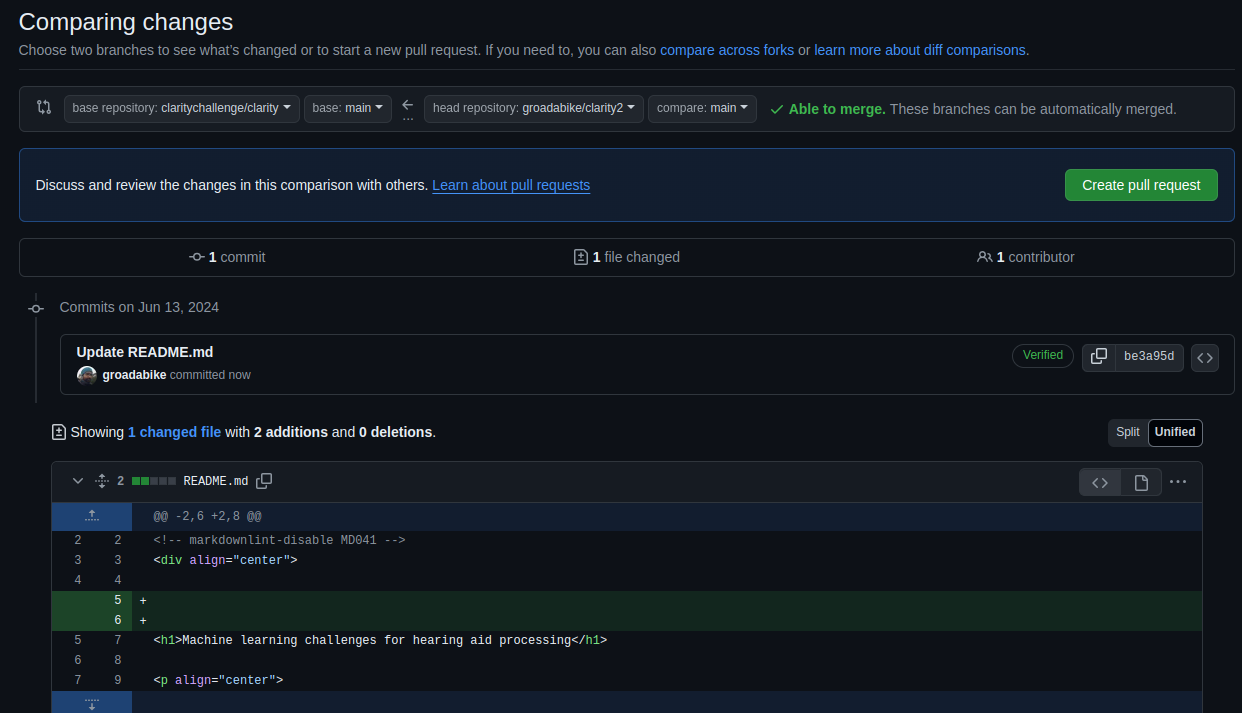 Comparing changes
Choose two branches to see what's changed or to start a new pull request. If you need to, you can also compare across forks or learn more about diff comparisons.
base repository: claritychallenge/clarity base: main ... head repository: groadabike/clarity2 compare: main Able to merge. These branches can be automatically merged.
Discuss and review the changes in this comparison with others. Learn about pull requests Create pull request
1 commit 1 file changed 1 contributor
Commits on Jun 13, 2024
Update README.md
groadabike committed now
Verified be3a95d
Showing 1 changed file with 2 additions and 0 deletions.
Split Unified
2 README.md
@@ -2,6 +2,8 @@
2 2 <!-- markdownlint-disable MD041 -->
3 3 <div align="center">
4 4
5 +
6 +
5 7 <h1>Machine learning challenges for hearing aid processing</h1>
6 8
7 9 <p align="center">